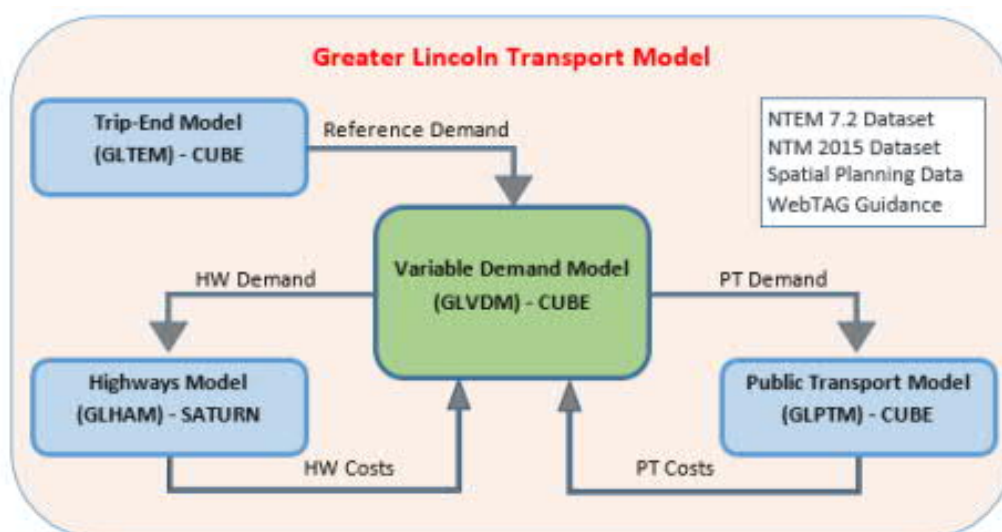 Greater Lincoln Transport Model
Trip-End Model
(GLTEM) - CUBE
Reference Demand
NTEM 7.2 Dataset
NTM 2015 Dataset
Spatial Planning Data
WebTAG Guidance
Variable Demand Model
(GLVDM) - CUBE
HW Demand
PT Demand
Highways Model
(GLHAM) - SATURN
Public Transport Model
(GLPTM) - CUBE
HW Costs
PT Costs